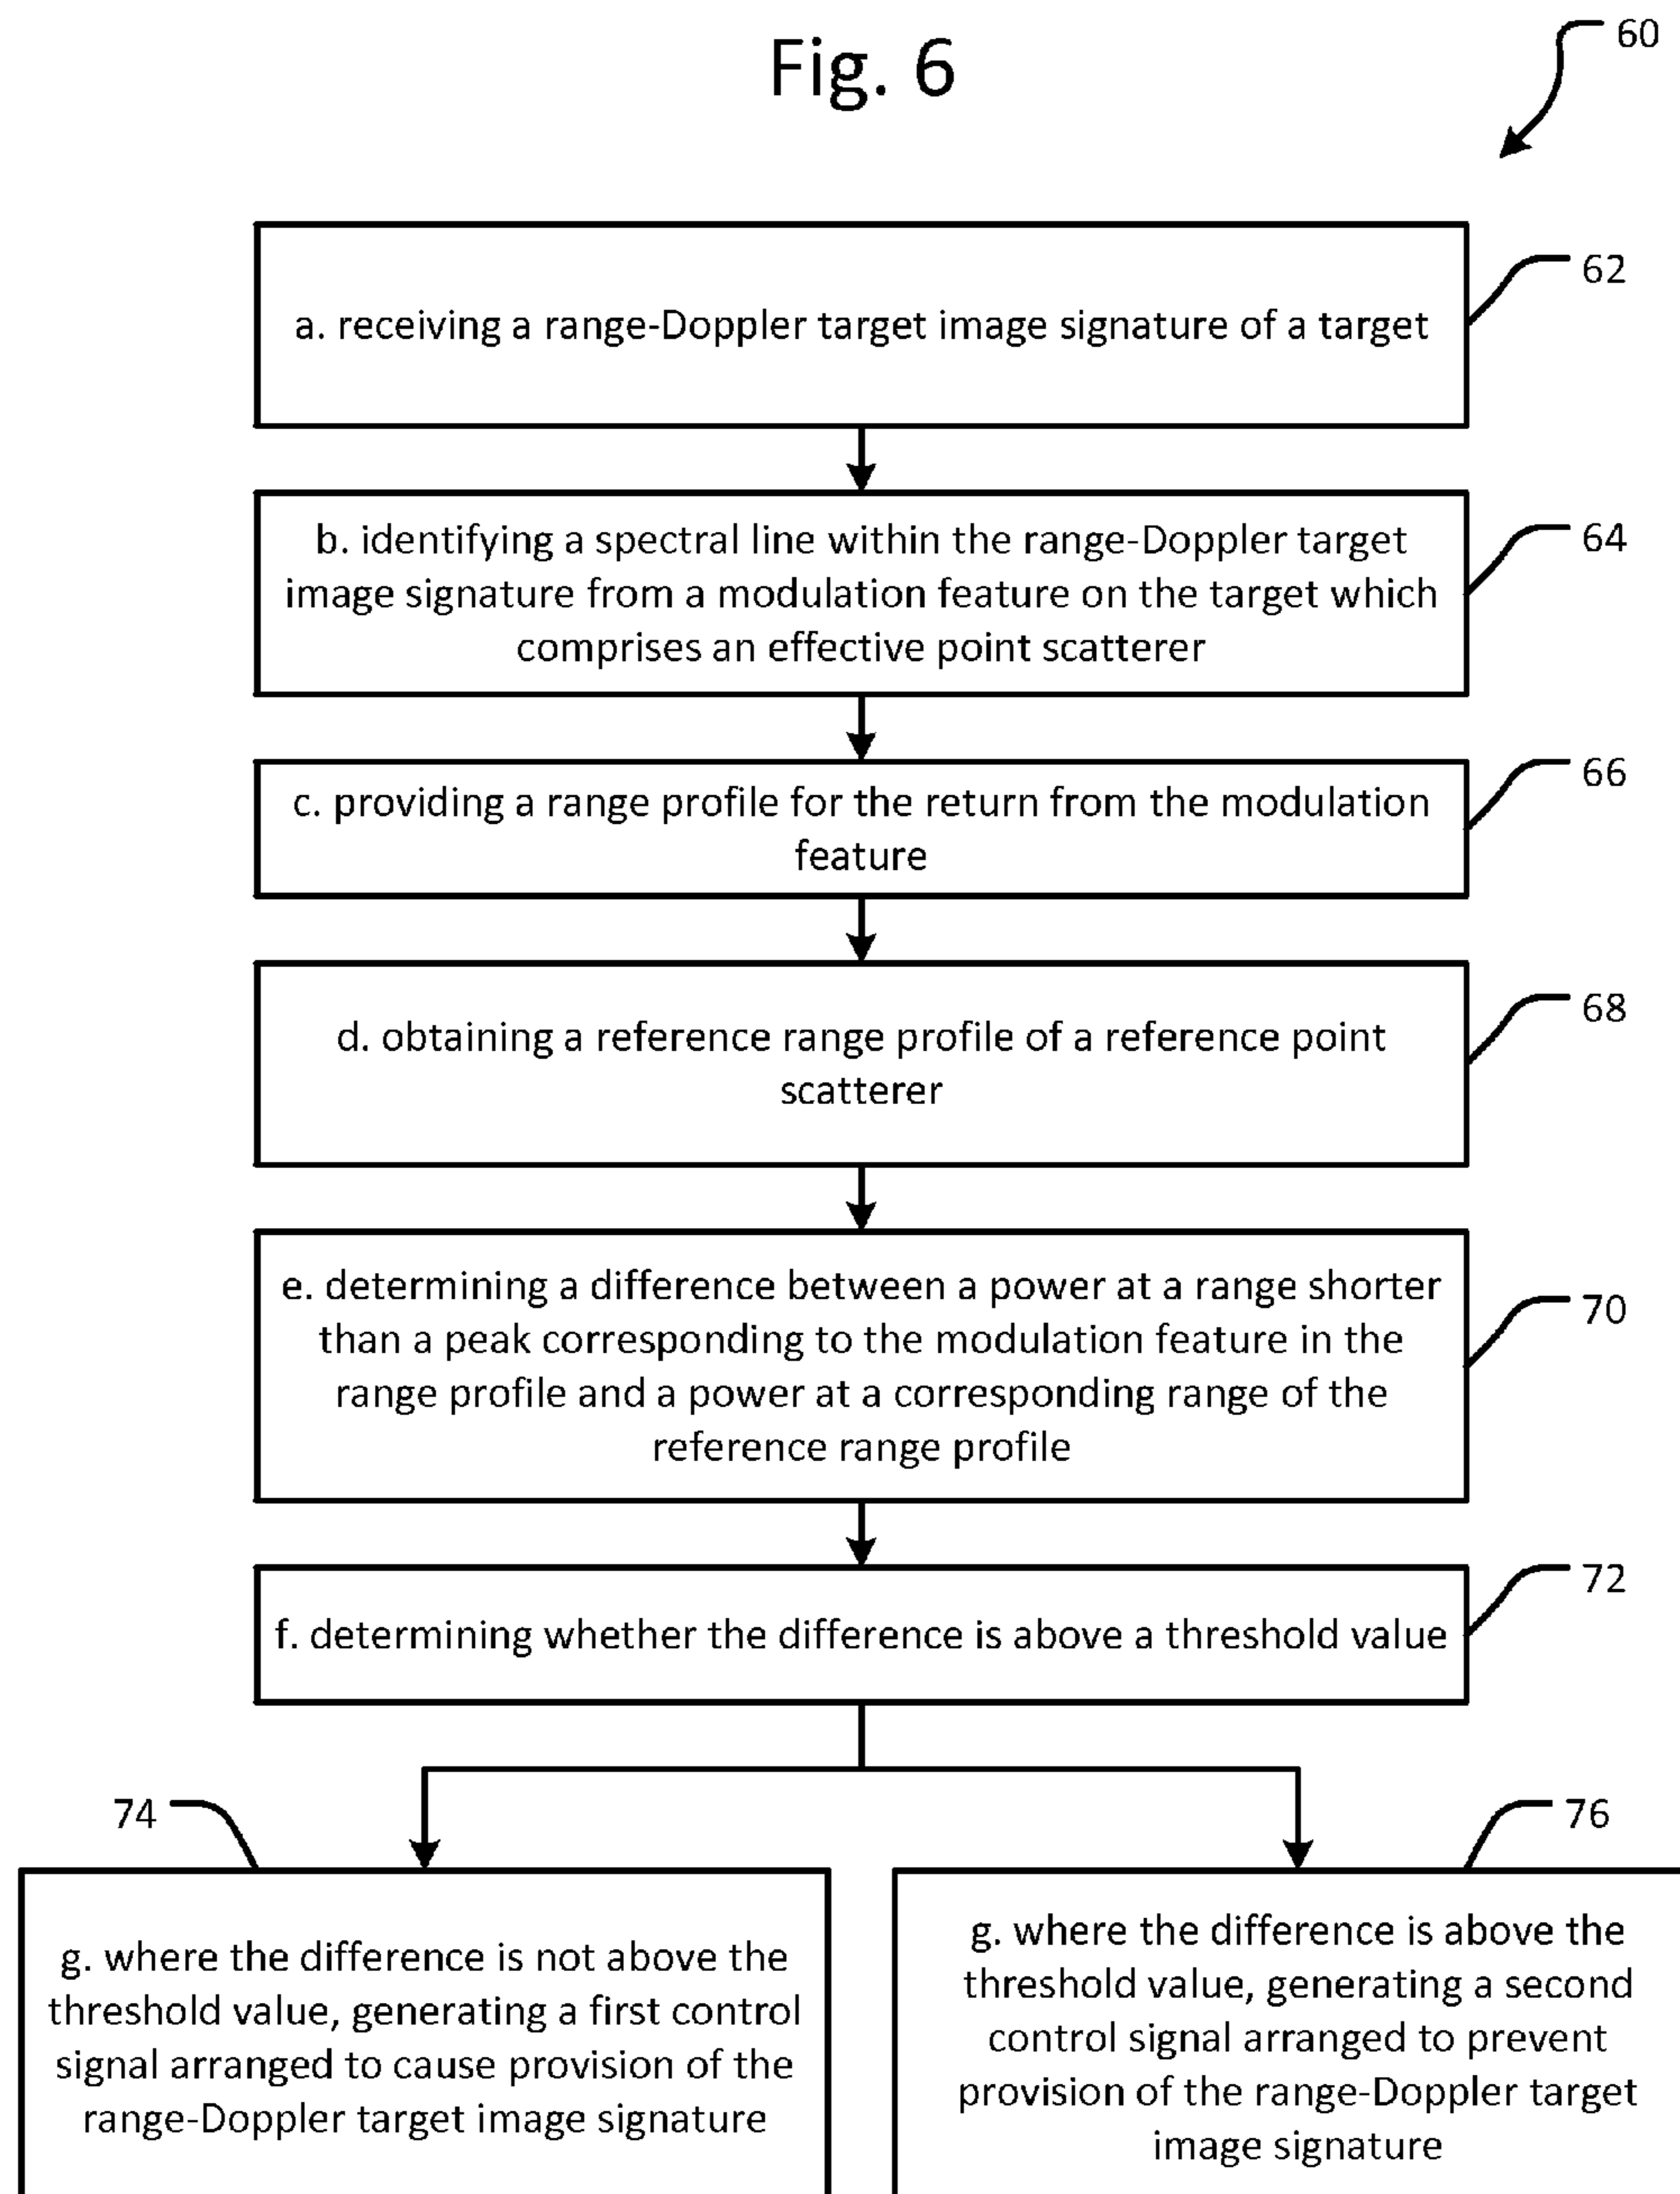 Fig. 6
60
a. receiving a range-Doppler target image signature of a target
62
b. identifying a spectral line within the range-Doppler target
image signature from a modulation feature on the target which
comprises an effective point scatterer
64
c. providing a range profile for the return from the modulation
feature
66
d. obtaining a reference range profile of a reference point
scatterer
68
e. determining a difference between a power at a range shorter
than a peak corresponding to the modulation feature in the
range profile and a power at a corresponding range of the
reference range profile
70
f. determining whether the difference is above a threshold value
72
74
g. where the difference is not above the
threshold value, generating a first control
signal arranged to cause provision of the
range-Doppler target image signature
76
g. where the difference is above the
threshold value, generating a second
control signal arranged to prevent
provision of the range-Doppler target
image signature